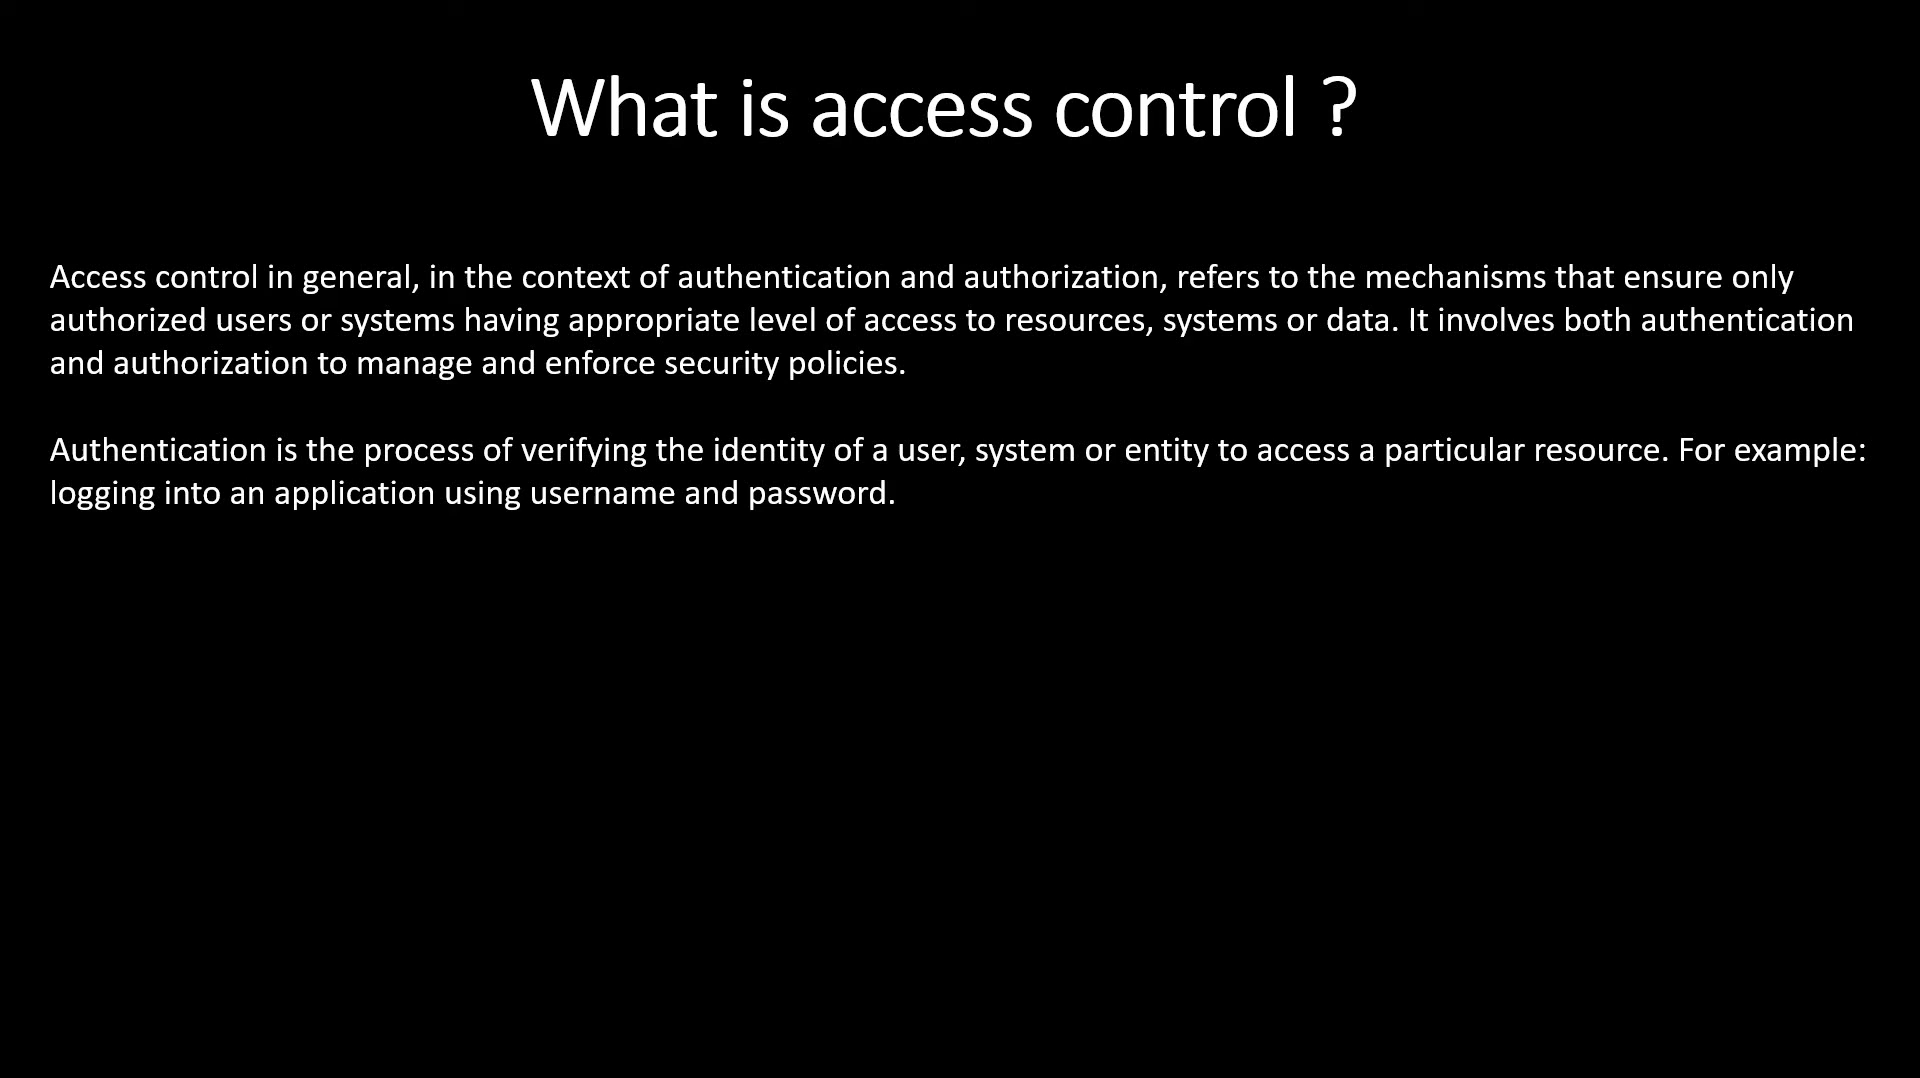 What is access control ?
Access control in general, in the context of authentication and authorization, refers to the mechanisms that ensure only
authorized users or systems having appropriate level of access to resources, systems or data. It involves both authentication
and authorization to manage and enforce security policies.
Authentication is the process of verifying the identity of a user, system or entity to access a particular resource. For example:
logging into an application using username and password.